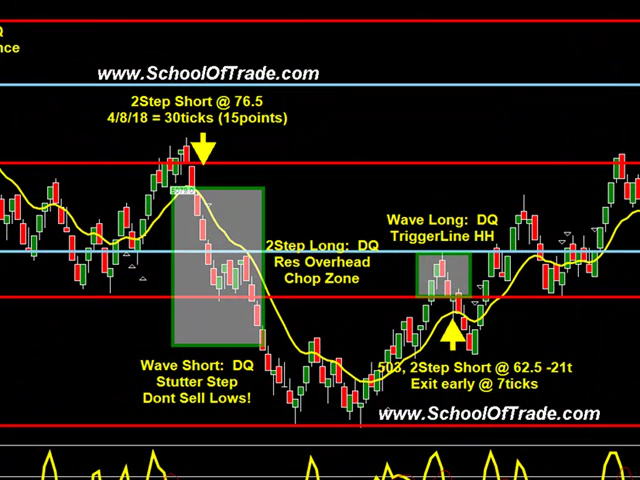 Q
nce
www.SchoolOfTrade.com
2Step Short @ 76.5
4/8/18 = 30ticks (15points)
Wave Long:  DQ
TriggerLine HH
2Step Long:  DQ
Res Overhead
Chop Zone
Wave Short:  DQ
Stutter Step
Dont Sell Lows!
503, 2Step Short @ 62.5 -21t
Exit early @ 7ticks
www.SchoolOfTrade.com